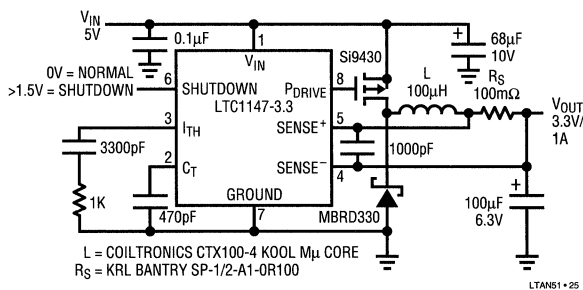 VIN
5V
0.1µF
1
VIN
Si9430
+
68µF
10V
0V = NORMAL
>1.5V = SHUTDOWN
6
SHUTDOWN
PDRIVE
8
LTC1147-3.3
L
100µH
RS
100mΩ
VOUT
3.3V/
1A
3
ITH
SENSE+
5
3300pF
1000pF
2
CT
SENSE–
4
1K
470pF
GROUND
7
MBRD330
+
100µF
6.3V
L = COILTRONICS CTX100-4 KOOL Mµ CORE
RS = KRL BANTRY SP-1/2-A1-0R100
LTAN51 • 25